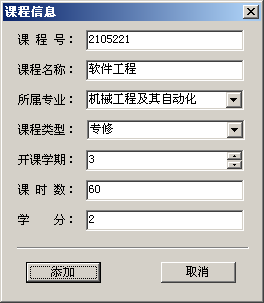 课程信息
课 程 号： 2105221
课程名称： 软件工程
所属专业： 机械工程及其自动化
课程类型： 专修
开课学期： 3
课 时 数： 60
学    分： 2
添加 取消